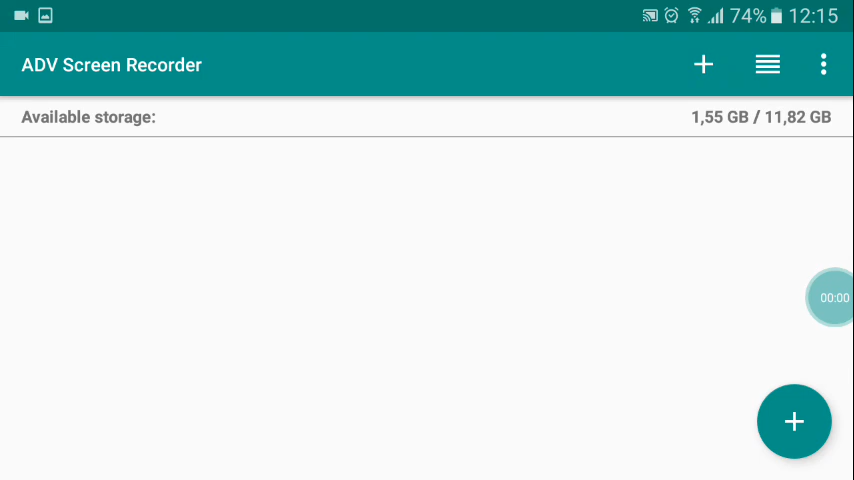 74% 12:15
ADV Screen Recorder
Available storage: 1,55 GB / 11,82 GB
00:00